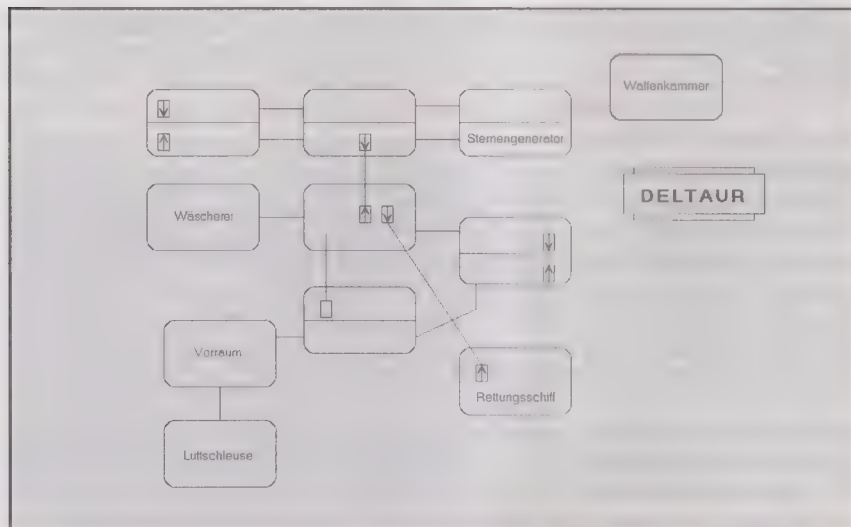 Waffenkammer
Sternengenerator
DELTAUR
Wäscherei
Vorraum
Rettungsschiff
Luftschleuse